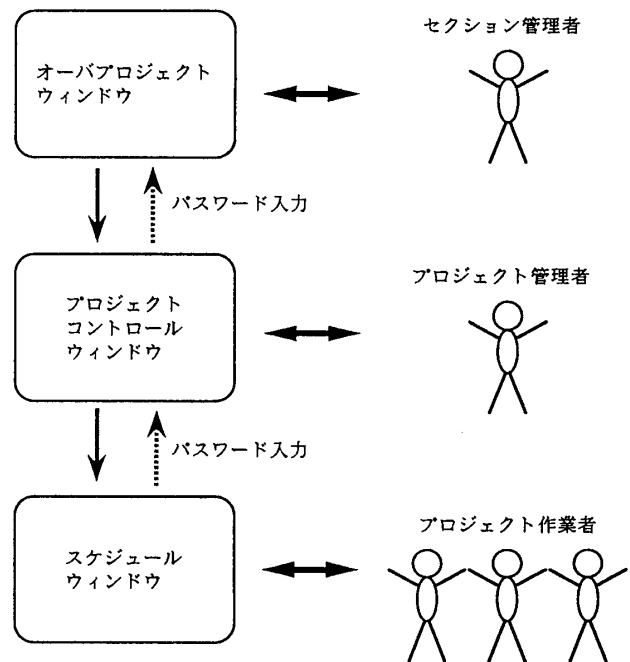 セクション管理者
オーバプロジェクト
ウィンドウ
パスワード入力
プロジェクト管理者
プロジェクト
コントロール
ウィンドウ
パスワード入力
プロジェクト作業者
スケジュール
ウィンドウ